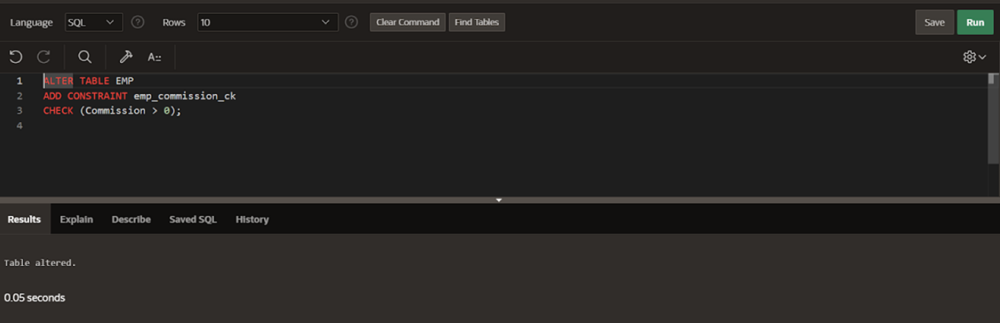 Language SQL Rows 10 Clear Command Find Tables Save Run
A::
1 ALTER TABLE EMP
2 ADD CONSTRAINT emp_commission_ck
3 CHECK (Commission > 0);
4
Results Explain Describe Saved SQL History
Table altered.
0.05 seconds